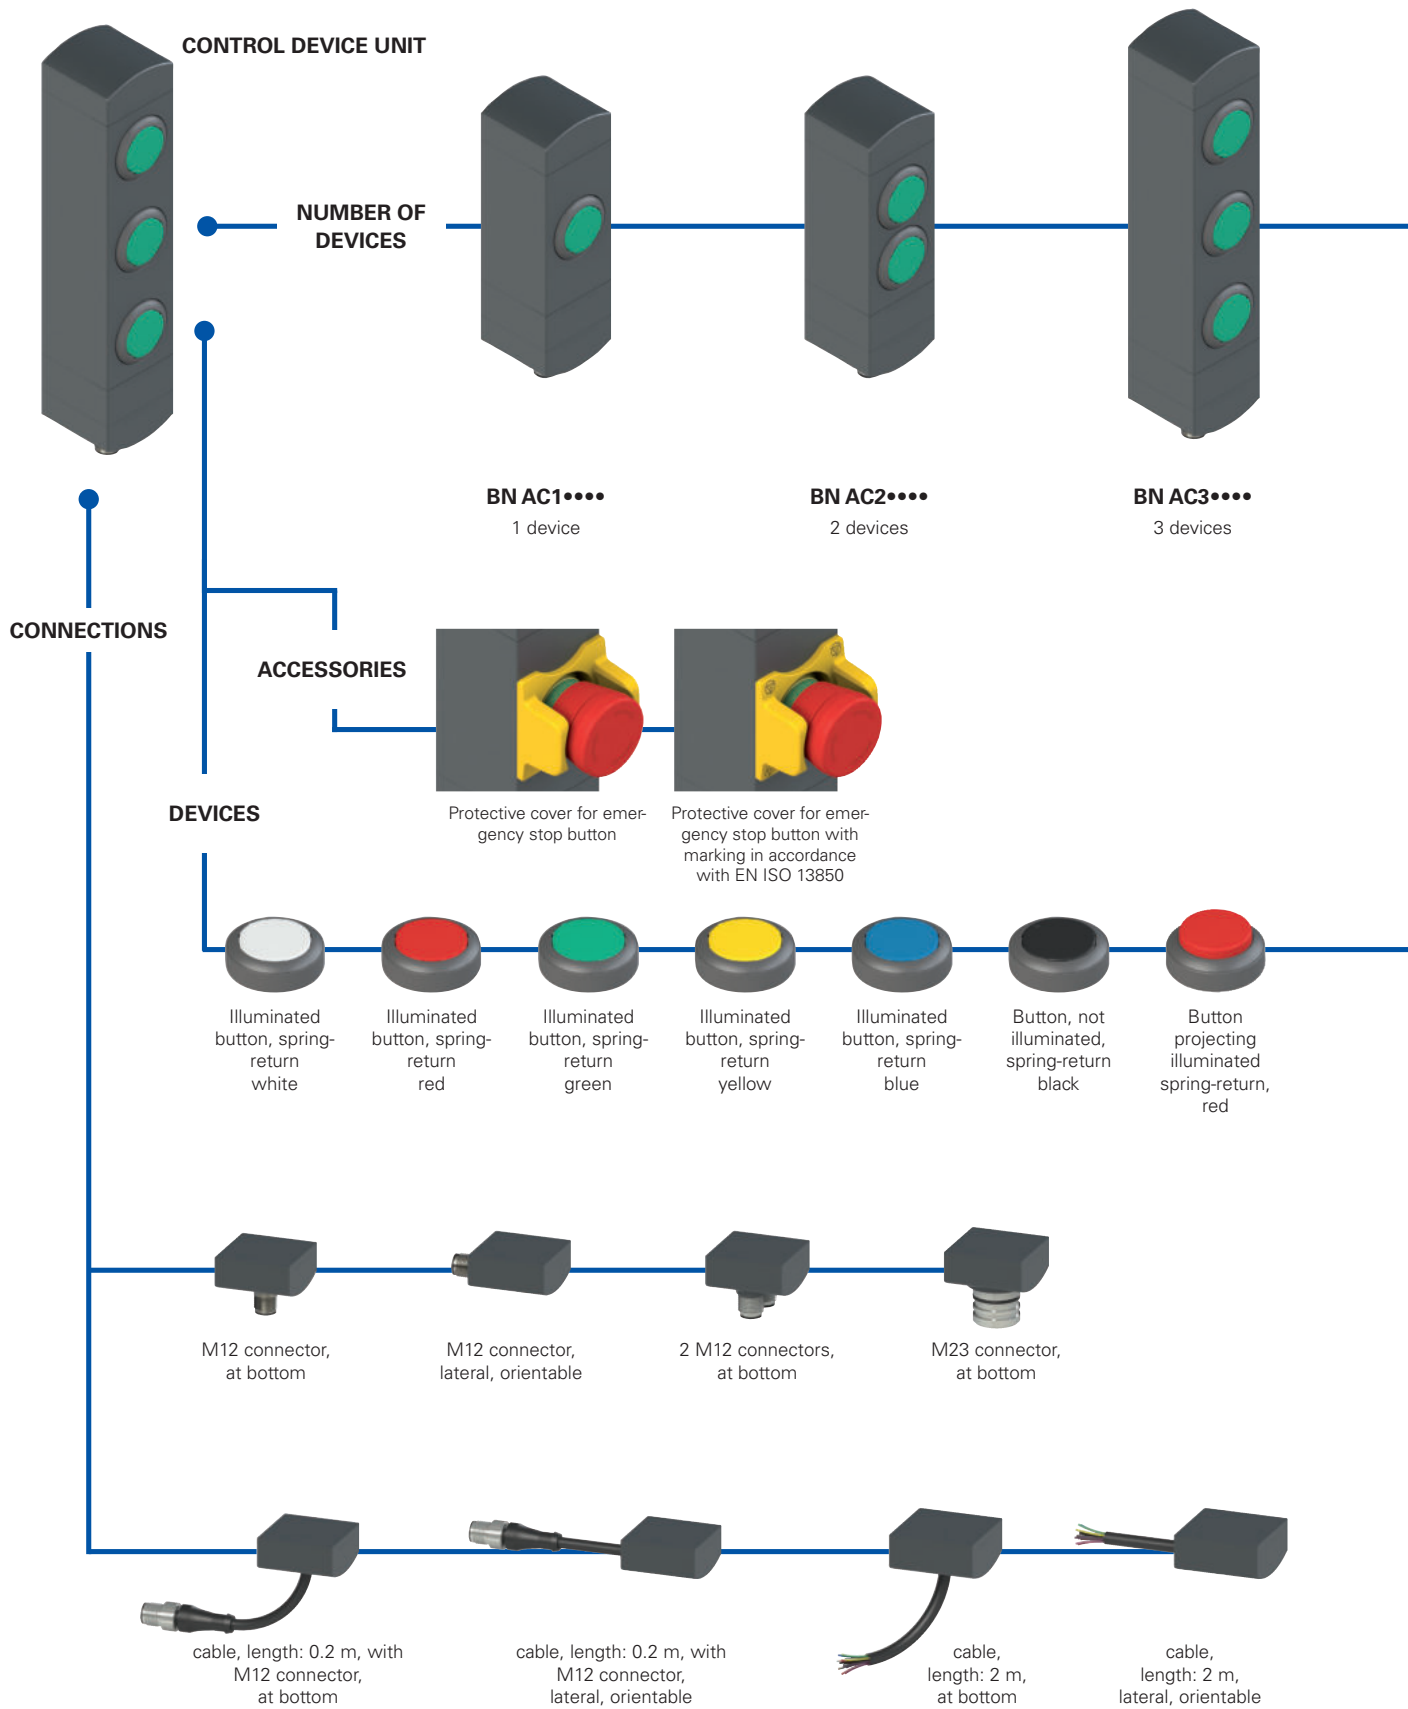 CONTROL DEVICE UNIT
NUMBER OF
DEVICES
BN AC1••••
1 device
BN AC2••••
2 devices
BN AC3••••
3 devices
CONNECTIONS
ACCESSORIES
Protective cover for emer-
gency stop button
Protective cover for emer-
gency stop button with
marking in accordance
with EN ISO 13850
DEVICES
Illuminated
button, spring-
return
white
Illuminated
button, spring-
return
red
Illuminated
button, spring-
return
green
Illuminated
button, spring-
return
yellow
Illuminated
button, spring-
return
blue
Button, not
illuminated,
spring-return
black
Button
projecting
illuminated
spring-return,
red
M12 connector,
at bottom
M12 connector,
lateral, orientable
2 M12 connectors,
at bottom
M23 connector,
at bottom
cable, length: 0.2 m, with
M12 connector,
at bottom
cable, length: 0.2 m, with
M12 connector,
lateral, orientable
cable,
length: 2 m,
at bottom
cable,
length: 2 m,
lateral, orientable